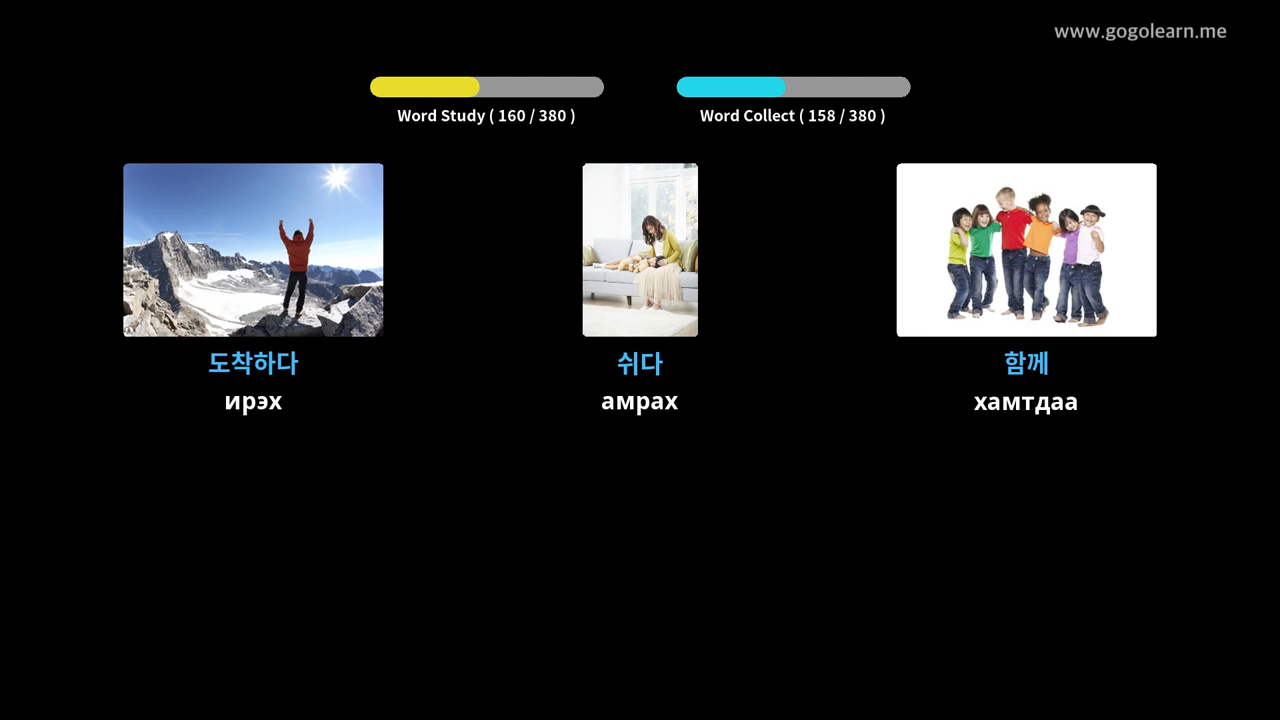 www.gogolearn.me
Word Study ( 160 / 380 )
Word Collect ( 158 / 380 )
도착하다
ирэх
쉬다
амрах
함께
хамтдаа